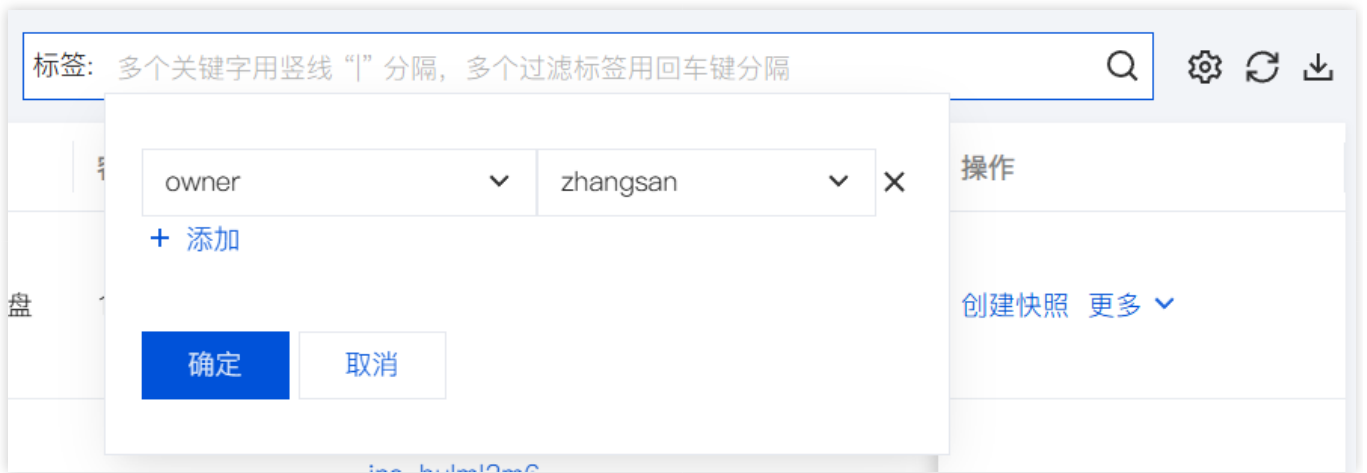 标签: 多个关键字用竖线 “|” 分隔，多个过滤标签用回车键分隔
操作
owner zhangsan
+ 添加
盘
创建快照 更多
确定 取消